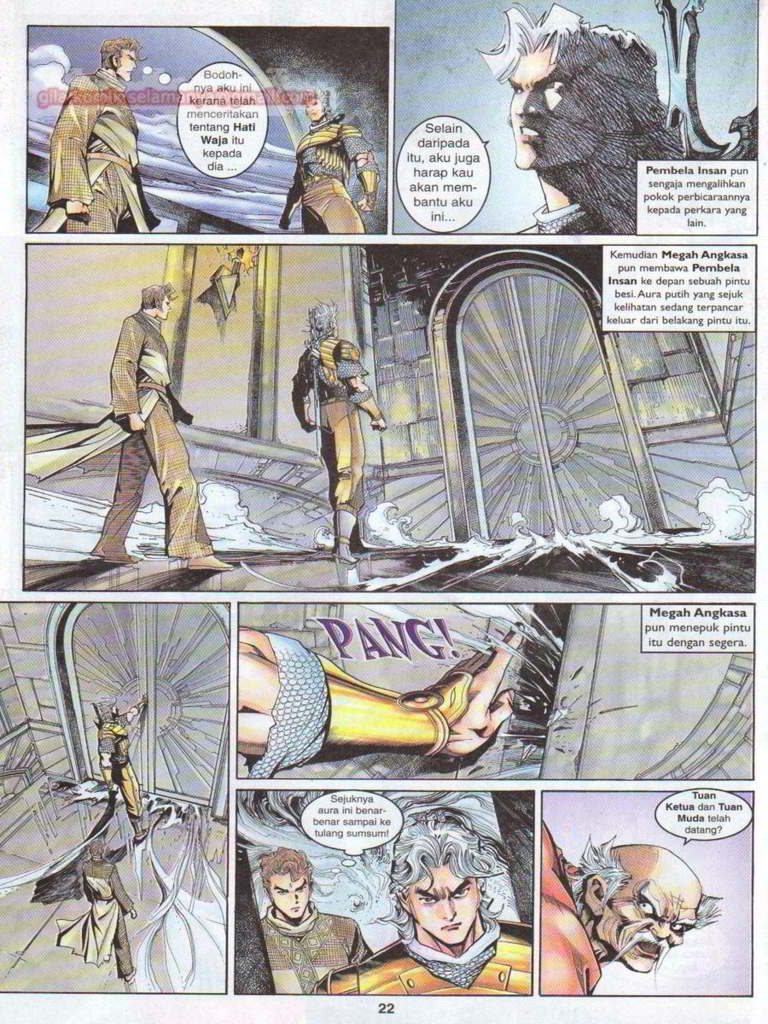 Bodoh-
nya aku ini
kerana telah
menceritakan
tentang Hati
Waja itu
kepada
dia ...
Selain
daripada
itu, aku juga
harap kau
akan mem-
bantu aku
ini...
Pembela Insan pun
sengaja mengalihkan
pokok perbicaraannya
kepada perkara yang
lain.
Kemudian Megah Angkasa
pun membawa Pembela
Insan ke depan sebuah pintu
besi. Aura putih yang sejuk
kelihatan sedang terpancar
keluar dari belakang pintu itu.
Megah Angkasa
pun menepuk pintu
itu dengan segera.
PANG!
Sejuknya
aura ini benar-
benar sampai ke
tulang sumsum!
Tuan
Ketua dan Tuan
Muda telah
datang?
22